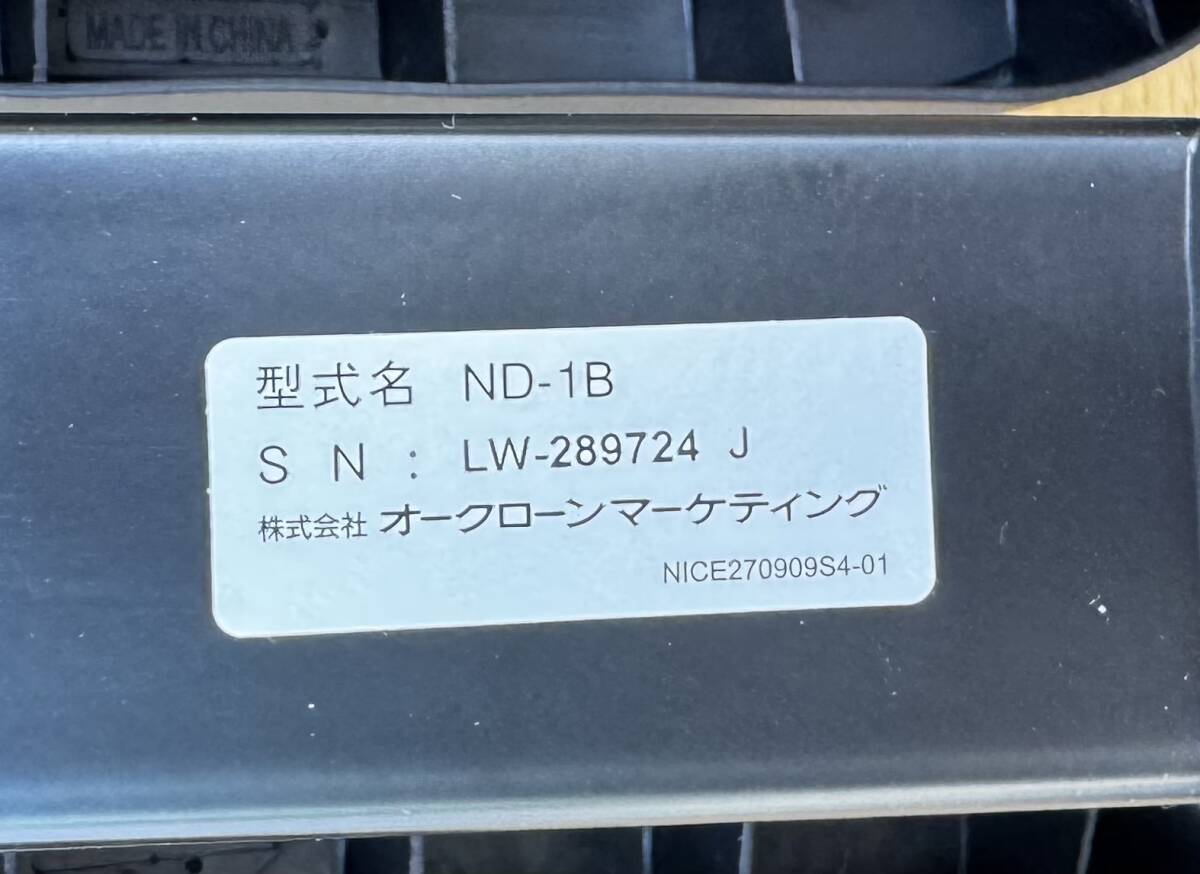 MADE IN CHINA
型式名 ND-1B
S N : LW-289724 J
株式会社 オークローンマーケティング
NICE270909S4-01